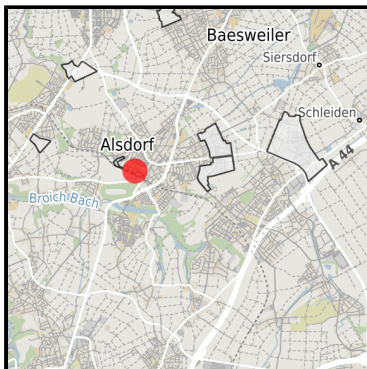 Baesweiler
Siersdorf
Schleiden
Alsdorf
A 44
Broich Bach